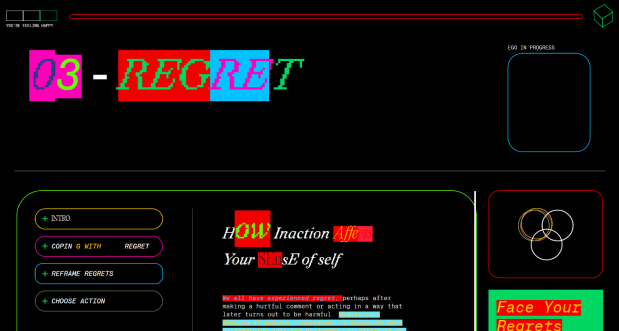 YOU'RE FEELING HAPPY
03 - REGRET
EGO IN PROGRESS
+ INTRO
+ COPIN G WITH REGRET
+ REFRAME REGRETS
+ CHOOSE ACTION
HOW Inaction Affe
Your SEnsE of self
We all have experienced regret, perhaps after
making a hurtful comment or acting in a way that
later turns out to be harmful
Face Your
Regrets